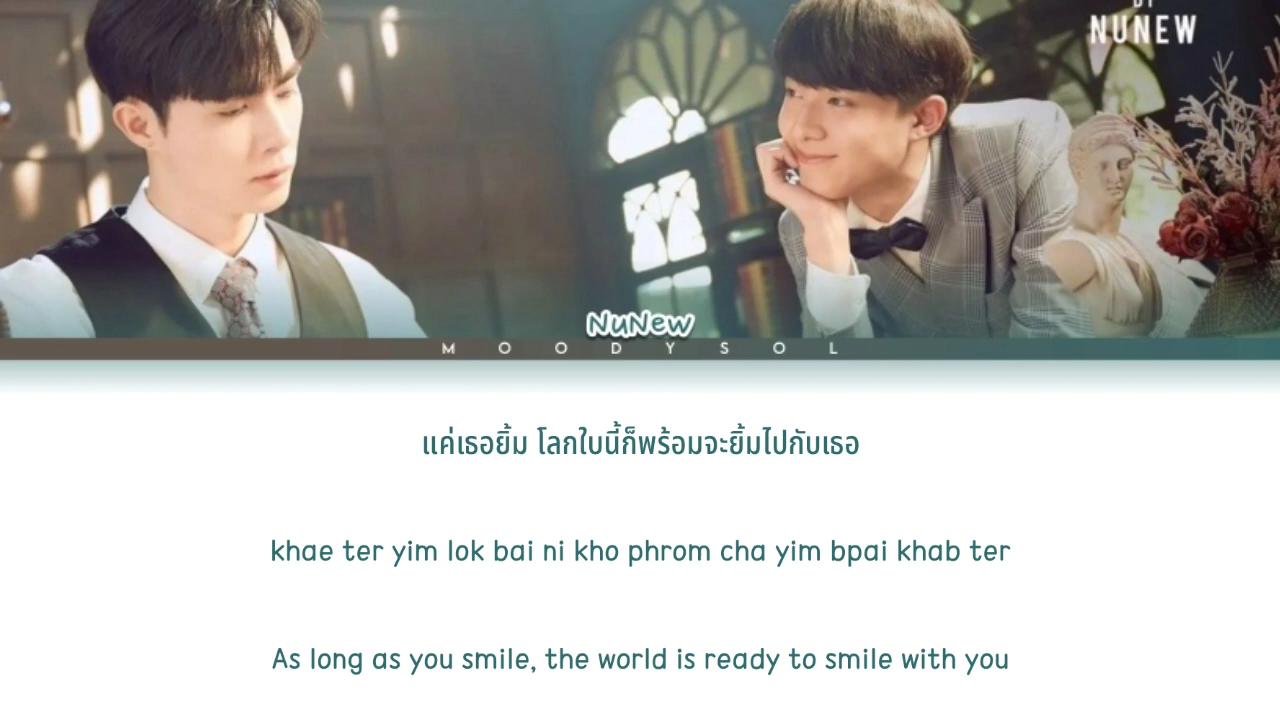 BY
NUNEW
NuNew
MOODYSOL
แค่เธอยิ้ม โลกใบนี้ก็พร้อมจะยิ้มไปกับเธอ
khae ter yim lok bai ni kho phrom cha yim bpai khab ter
As long as you smile, the world is ready to smile with you